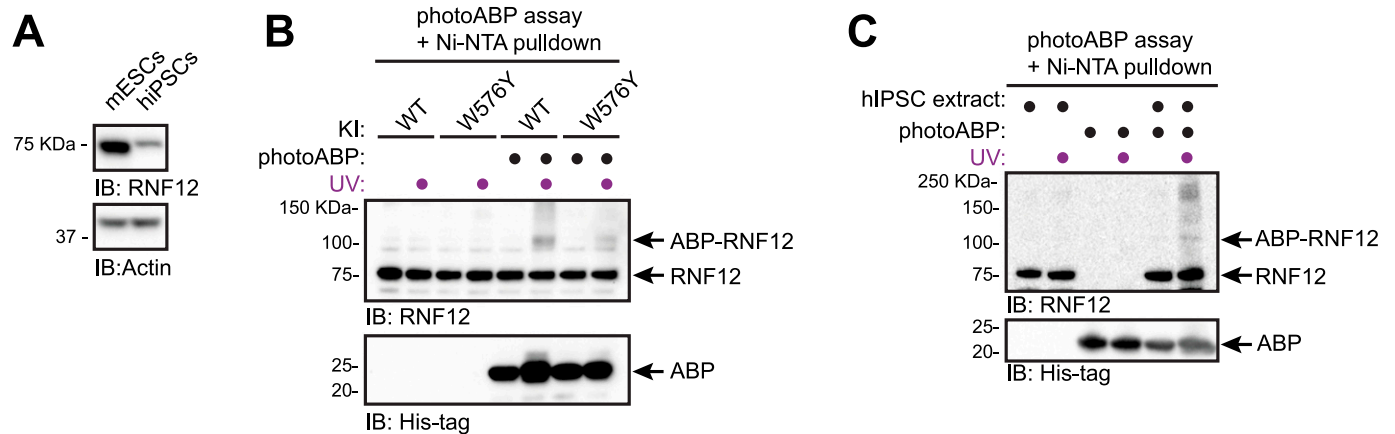 A
mESCs
hiPSCs
75 KDa -
IB: RNF12
37 -
IB:Actin
B
photoABP assay
+ Ni-NTA pulldown
KI: WT W576Y WT W576Y
photoABP:
UV:
150 KDa-
100-
75-
ABP-RNF12
RNF12
IB: RNF12
25-
20-
ABP
IB: His-tag
C
photoABP assay
+ Ni-NTA pulldown
hIPSC extract:
photoABP:
UV:
250 KDa-
150-
100-
75-
ABP-RNF12
RNF12
IB: RNF12
25-
20-
ABP
IB: His-tag